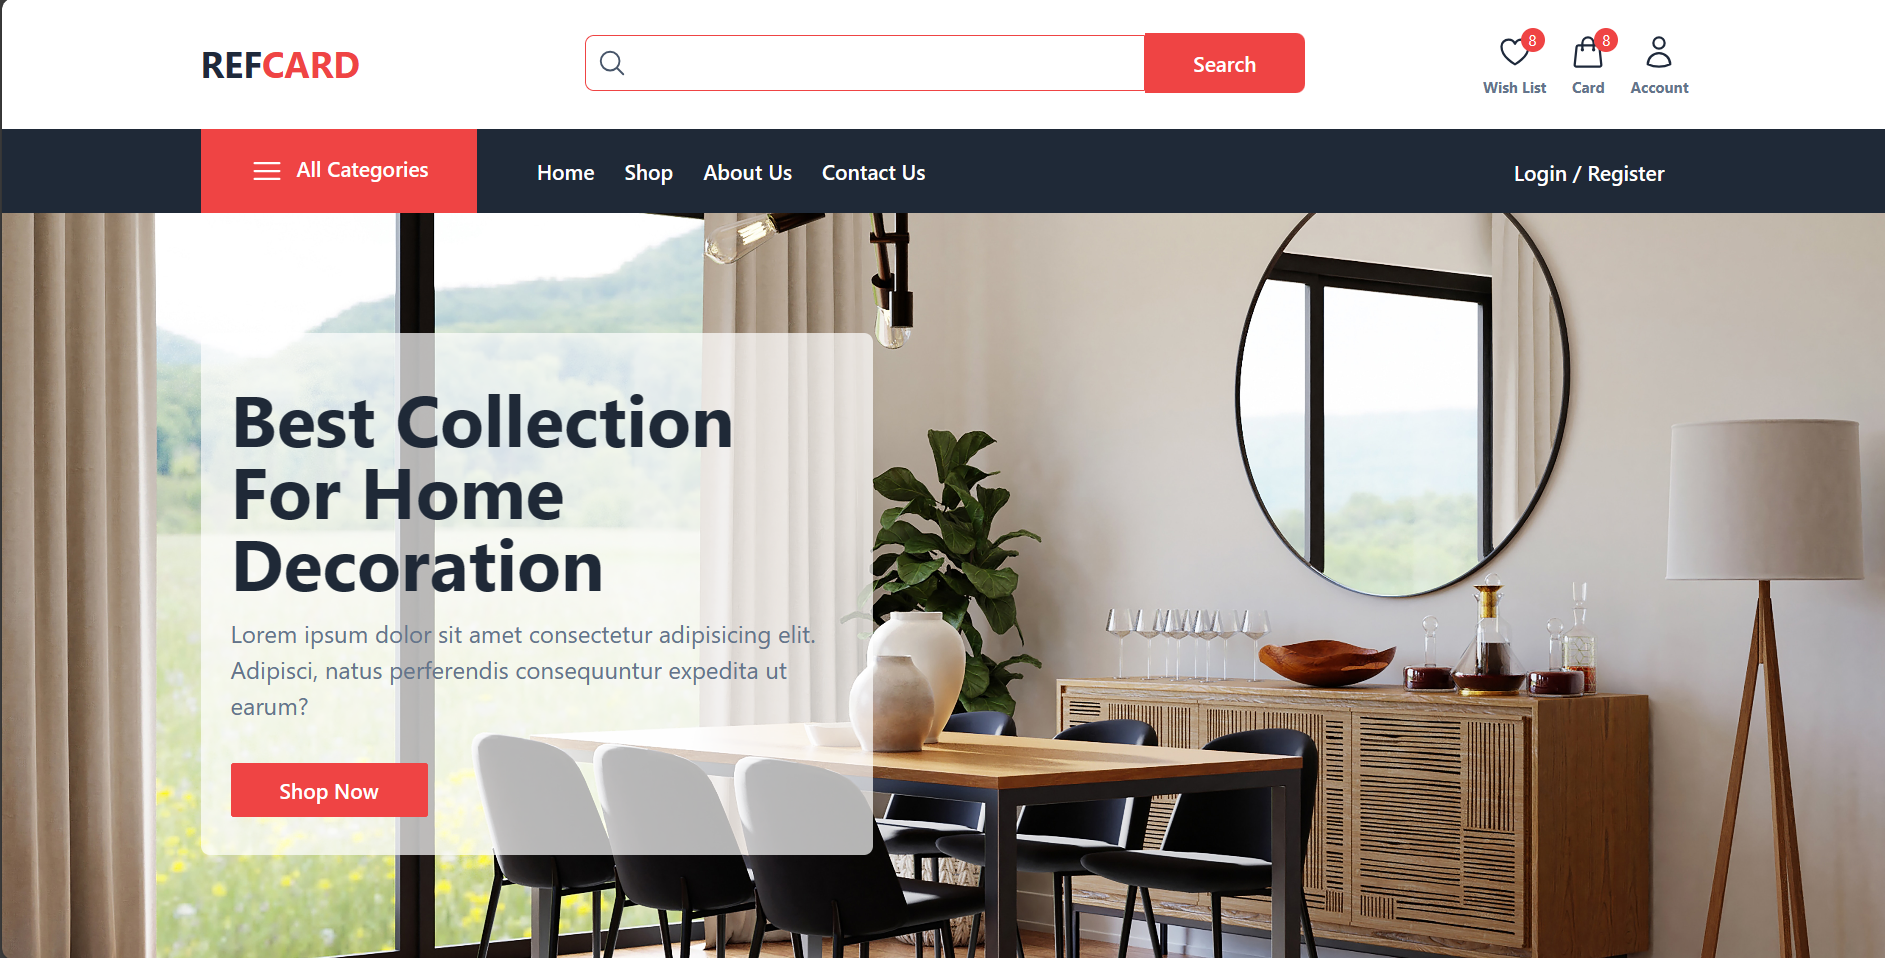 REFCARD
Search
8
8
Wish List
Card
Account
All Categories
Home
Shop
About Us
Contact Us
Login / Register
Best Collection
For Home
Decoration
Lorem ipsum dolor sit amet consectetur adipisicing elit.
Adipisci, natus perferendis consequuntur expedita ut
earum?
Shop Now